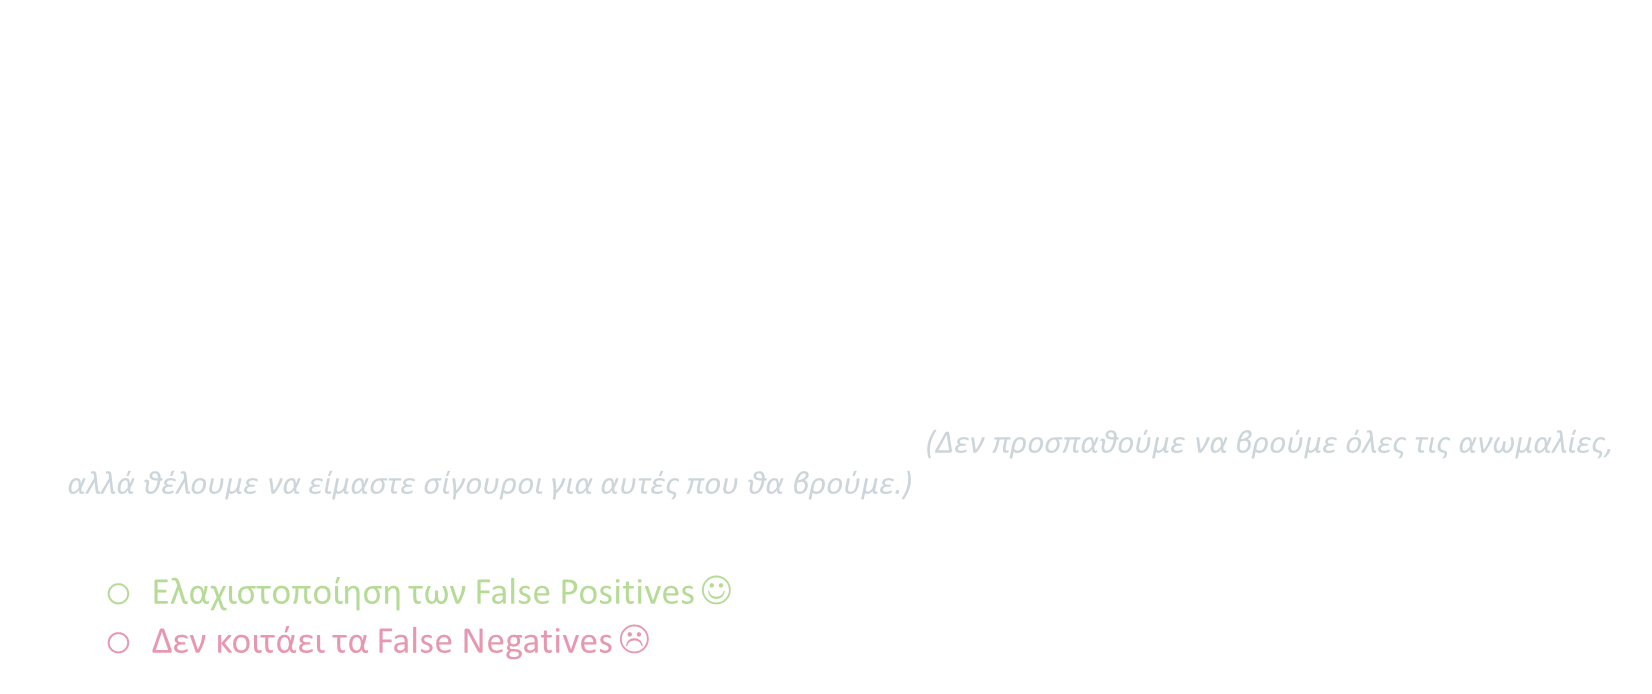 (Δεν προσπαθούμε να βρούμε όλες τις ανωμαλίες,
αλλά θέλουμε να είμαστε σίγουροι για αυτές που θα βρούμε.)
○ Ελαχιστοποίηση των False Positives ☺
○ Δεν κοιτάει τα False Negatives ☹